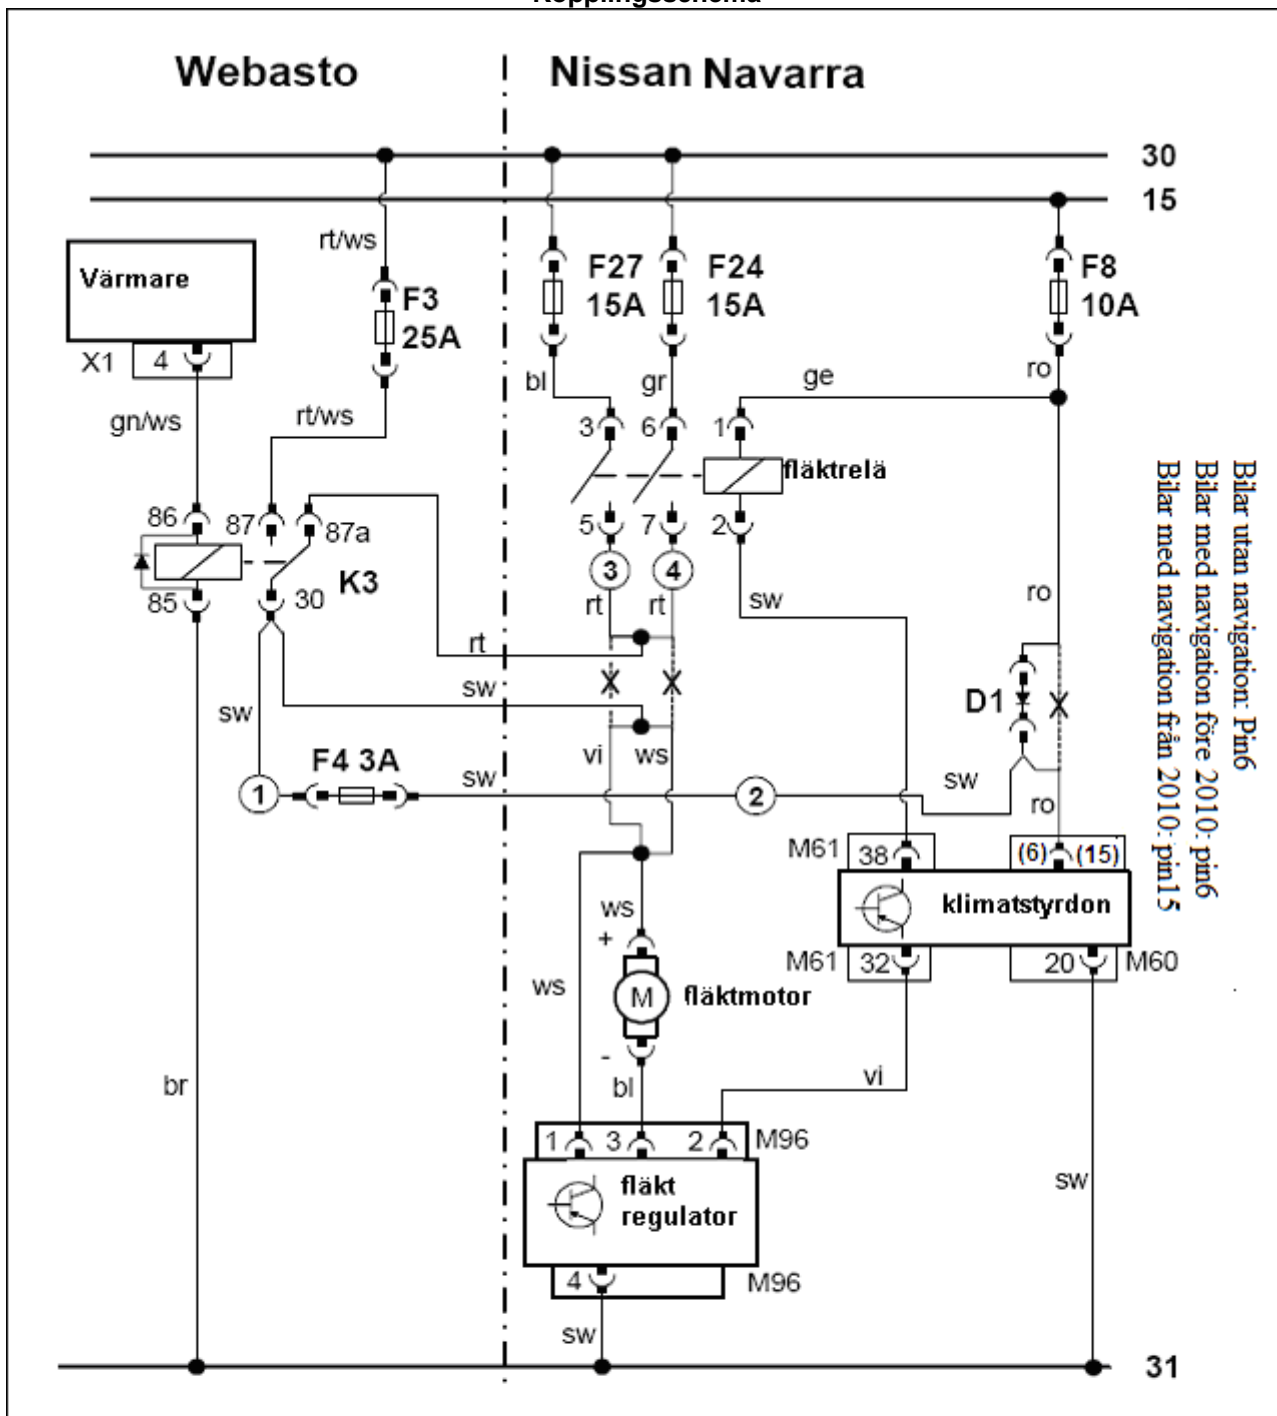 Kopplingsschema
Webasto
Nissan Navarra
30
15
rt/ws
Värmare
F3
25A
F27
15A
F24
15A
F8
10A
X1
4
bl
gr
ge
ro
gn/ws
rt/ws
3
6
1
fläktrelä
86
87
87a
5
7
2
K3
85
30
3
4
rt
rt
sw
ro
rt
sw
sw
D1
vi
ws
F4 3A
sw
1
2
sw
ro
M61
38
(6)
(15)
klimatstyrdon
ws
+
M61
32
20
M60
ws
M
fläktmotor
-
br
bl
vi
1
3
2
M96
fläkt
regulator
sw
4
M96
sw
31
Bilar utan navigation: Pin6
Bilar med navigation före 2010: pin6
Bilar med navigation från 2010: pin15